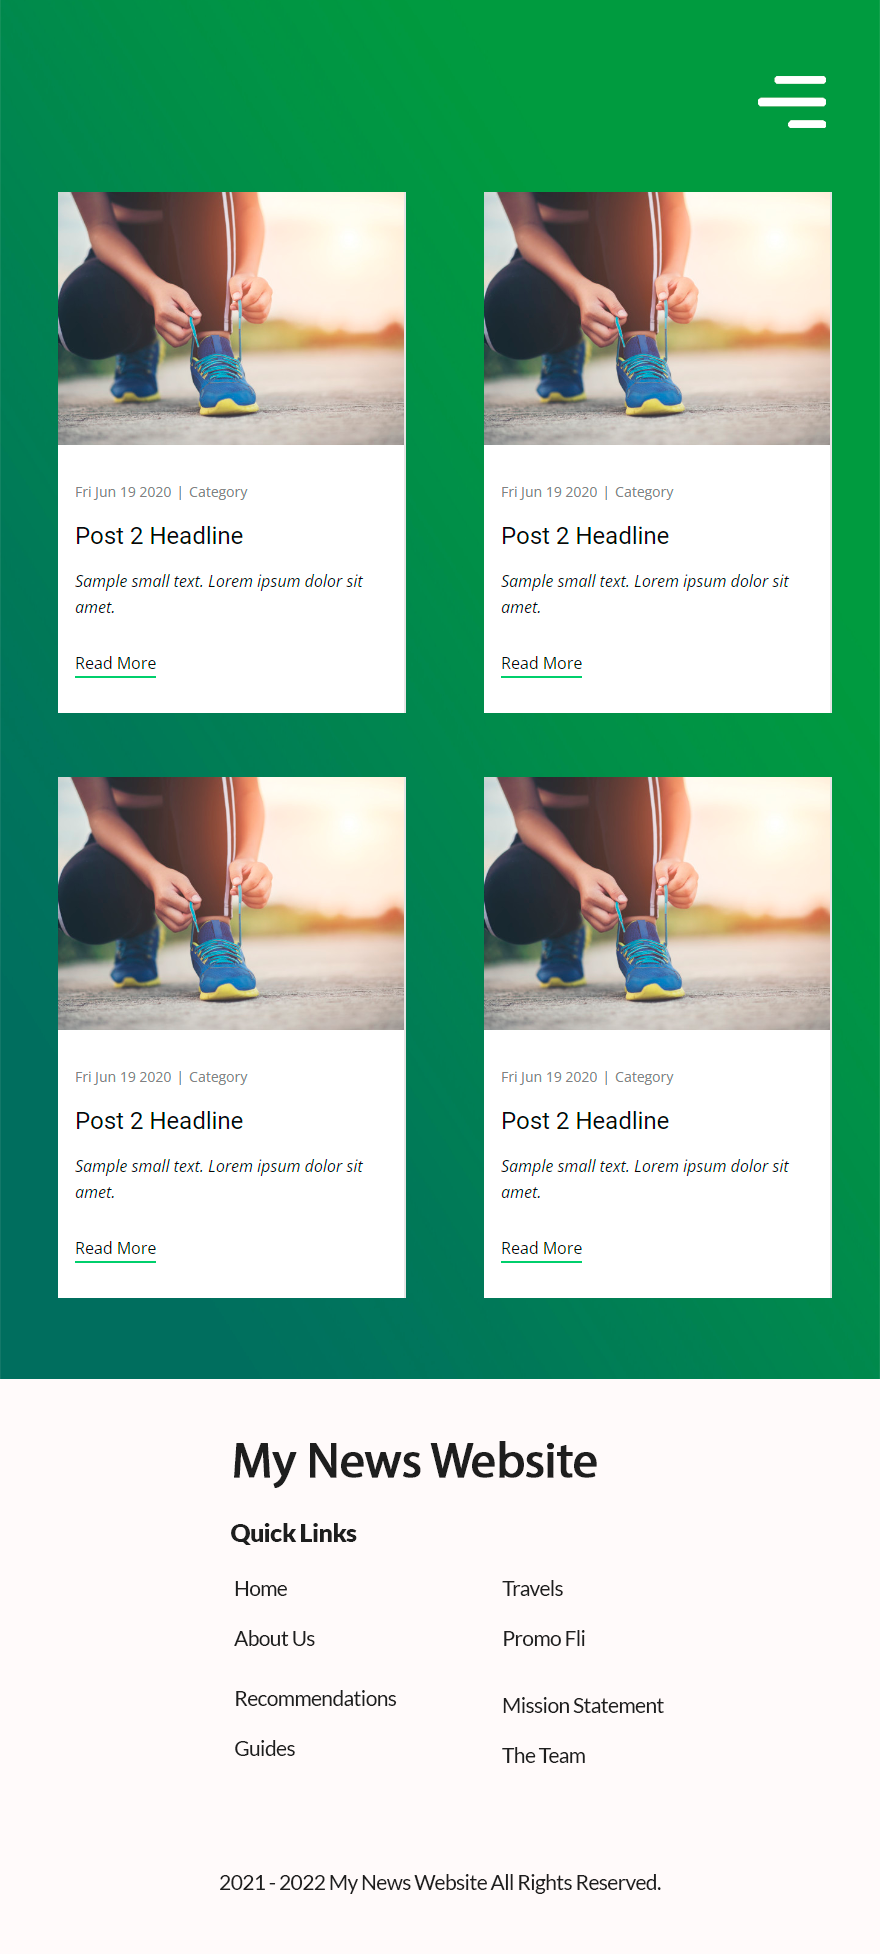 Fri Jun 19 2020 | Category
Post 2 Headline
Sample small text. Lorem ipsum dolor sit
amet.
Read More
Fri Jun 19 2020 | Category
Post 2 Headline
Sample small text. Lorem ipsum dolor sit
amet.
Read More
Fri Jun 19 2020 | Category
Post 2 Headline
Sample small text. Lorem ipsum dolor sit
amet.
Read More
Fri Jun 19 2020 | Category
Post 2 Headline
Sample small text. Lorem ipsum dolor sit
amet.
Read More
My News Website
Quick Links
Home
About Us
Recommendations
Guides
Travels
Promo Fli
Mission Statement
The Team
2021 - 2022 My News Website All Rights Reserved.